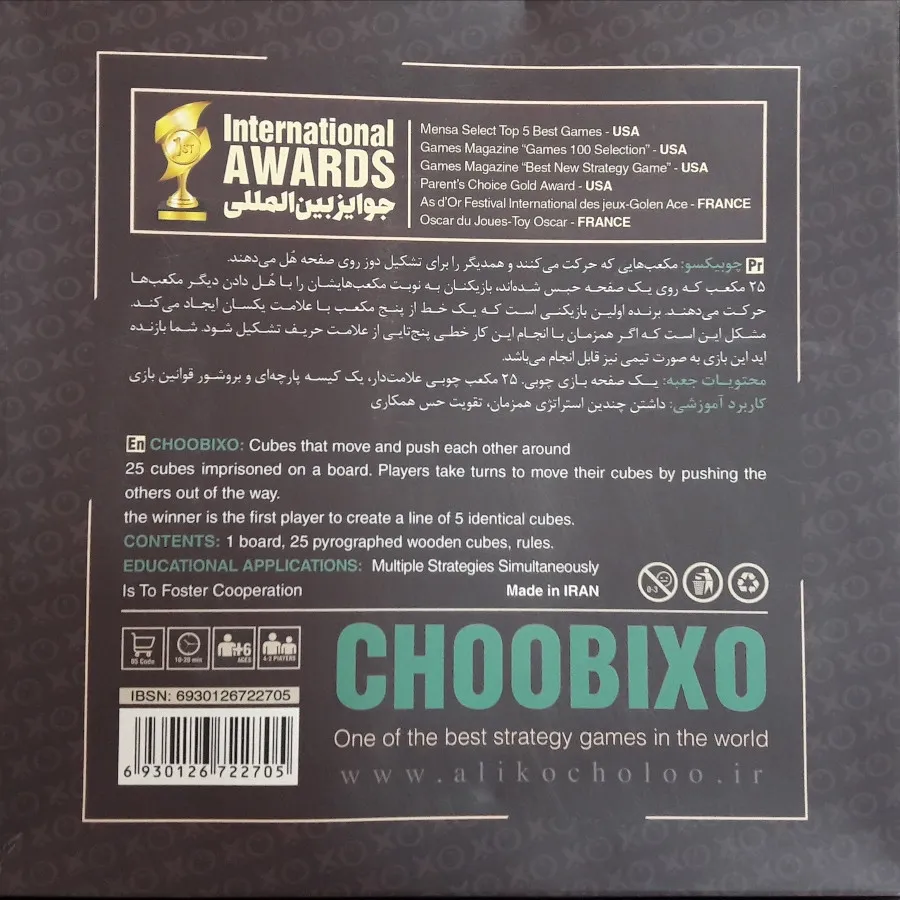 1ST
International
AWARDS
جوایز بین‌المللی
Mensa Select Top 5 Best Games - USA
Games Magazine “Games 100 Selection” - USA
Games Magazine “Best New Strategy Game” - USA
Parent's Choice Gold Award - USA
As d'Or Festival International des jeux-Golen Ace - FRANCE
Oscar du Joues-Toy Oscar - FRANCE
Pr چوبیکسو: مکعب‌هایی که حرکت می‌کنند و همدیگر را برای تشکیل دوز روی صفحه هُل می‌دهند.
۲۵ مکعب که روی یک صفحه حبس شده‌اند، بازیکنان به نوبت مکعب‌هایشان را با هُل دادن دیگر مکعب‌ها
حرکت می‌دهند. برنده اولین بازیکنی است که یک خط از پنج مکعب با علامت یکسان ایجاد می‌کند.
مشکل این است که اگر همزمان با انجام این کار خطی پنج‌تایی از علامت حریف تشکیل شود. شما بازنده
اید این بازی به صورت تیمی نیز قابل انجام می‌باشد.
محتویات جعبه: یک صفحه بازی چوبی. ۲۵ مکعب چوبی علامت‌دار، یک کیسه پارچه‌ای و بروشور قوانین بازی
کاربرد آموزشی: داشتن چندین استراتژی همزمان، تقویت حس همکاری
En CHOOBIXO: Cubes that move and push each other around
25 cubes imprisoned on a board. Players take turns to move their cubes by pushing the
others out of the way.
the winner is the first player to create a line of 5 identical cubes.
CONTENTS: 1 board, 25 pyrographed wooden cubes, rules.
EDUCATIONAL APPLICATIONS: Multiple Strategies Simultaneously
Is To Foster Cooperation
Made in IRAN
0-3
05 Code
10-20 min
+6 AGES
4-2 PLAYERS
CHOOBIXO
IBSN: 6930126722705
One of the best strategy games in the world
6 930126 722705
www.alikocholoo.ir